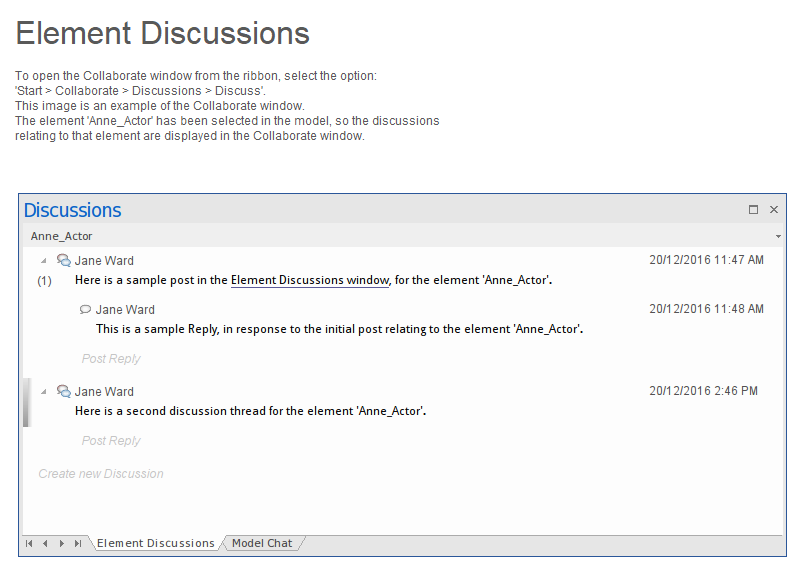 Element Discussions
To open the Collaborate window from the ribbon, select the option:
'Start > Collaborate > Discussions > Discuss'.
This image is an example of the Collaborate window.
The element 'Anne_Actor' has been selected in the model, so the discussions
relating to that element are displayed in the Collaborate window.
Discussions
Anne_Actor
Jane Ward 20/12/2016 11:47 AM
(1) Here is a sample post in the Element Discussions window, for the element 'Anne_Actor'.
Jane Ward 20/12/2016 11:48 AM
This is a sample Reply, in response to the initial post relating to the element 'Anne_Actor'.
Post Reply
Jane Ward 20/12/2016 2:46 PM
Here is a second discussion thread for the element 'Anne_Actor'.
Post Reply
Create new Discussion
Element Discussions Model Chat